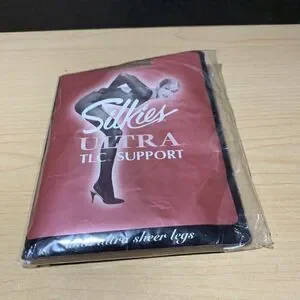 Silkies
ULTRA
TLC SUPPORT
ultra sheer legs